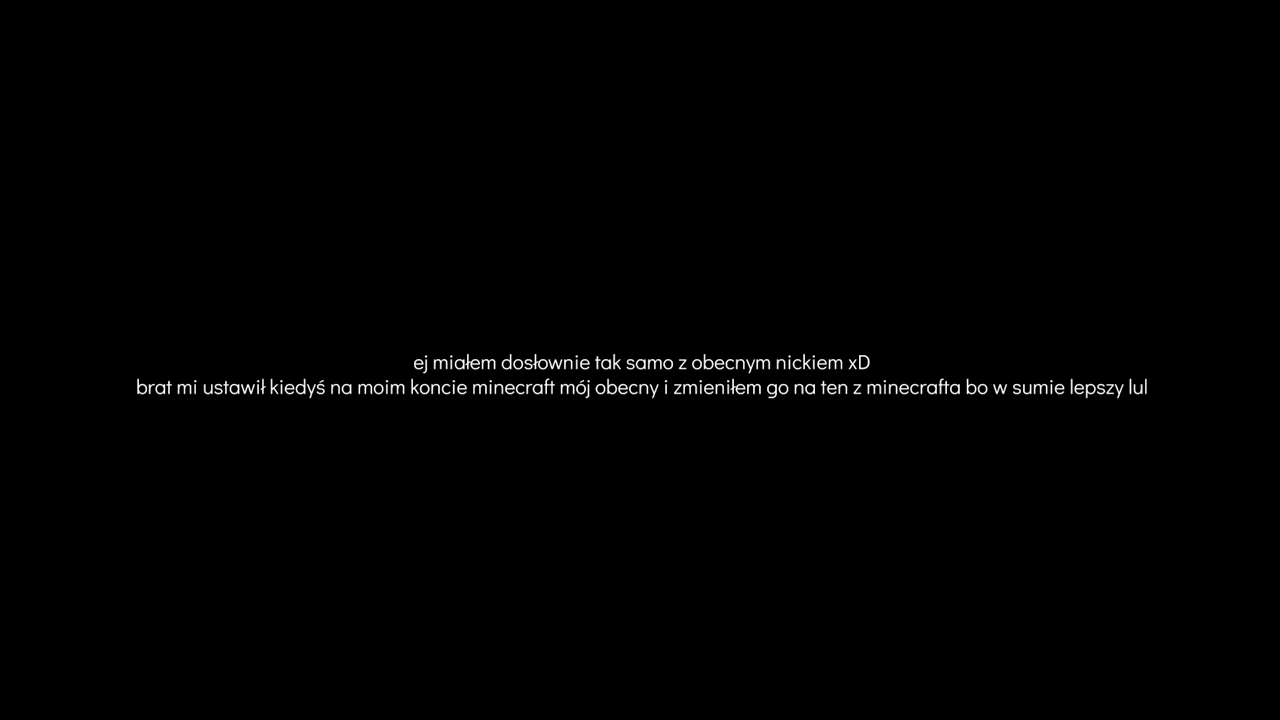 ej miałem dosłownie tak samo z obecnym nickiem xD
brat mi ustawił kiedyś na moim koncie minecraft mój obecny i zmieniłem go na ten z minecrafta bo w sumie lepszy lul